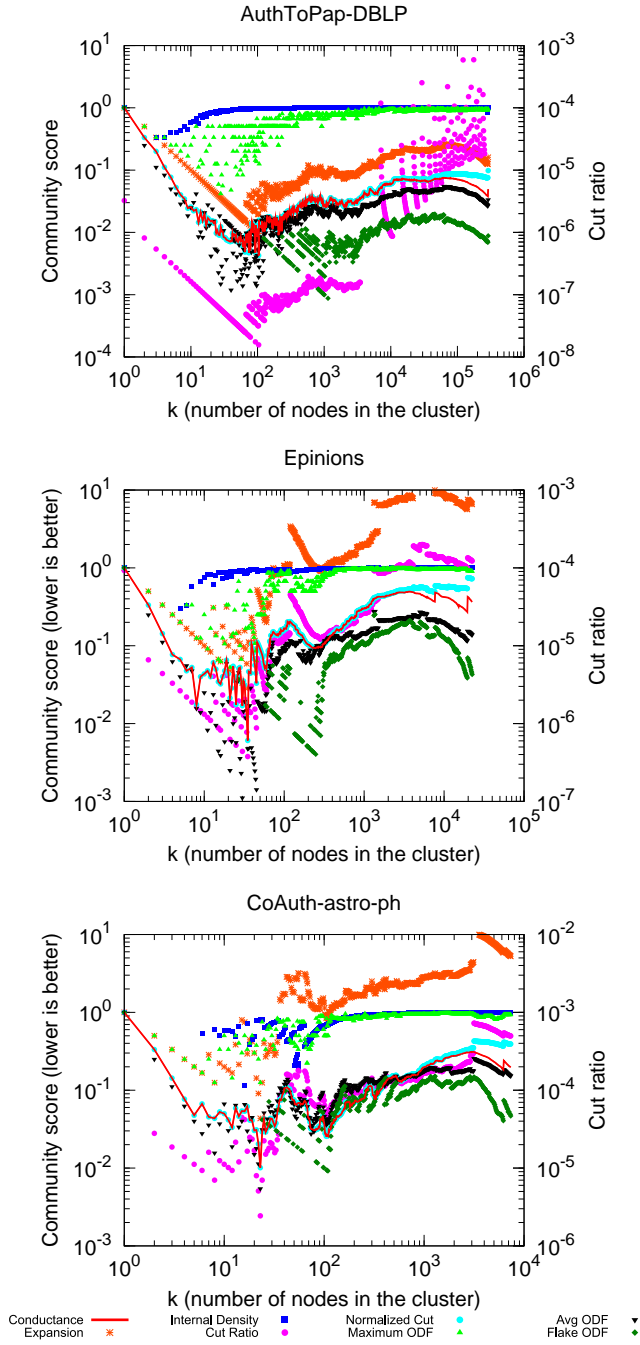 AuthToPap-DBLP
10^1
10^0
10^-1
10^-2
10^-3
10^-4
10^-3
10^-4
10^-5
10^-6
10^-7
10^-8
Community score
Cut ratio
10^0 10^1 10^2 10^3 10^4 10^5 10^6
k (number of nodes in the cluster)
Epinions
10^1
10^0
10^-1
10^-2
10^-3
10^-3
10^-4
10^-5
10^-6
10^-7
Community score (lower is better)
Cut ratio
10^0 10^1 10^2 10^3 10^4 10^5
k (number of nodes in the cluster)
CoAuth-astro-ph
10^1
10^0
10^-1
10^-2
10^-3
10^-2
10^-3
10^-4
10^-5
10^-6
Community score (lower is better)
Cut ratio
10^0 10^1 10^2 10^3 10^4
k (number of nodes in the cluster)
Conductance Internal Density Normalized Cut Avg ODF
Expansion Cut Ratio Maximum ODF Flake ODF